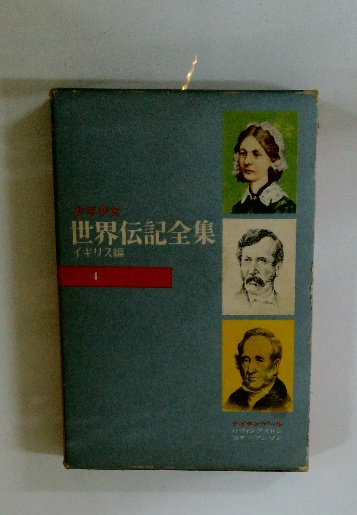 少年少女
世界伝記全集
イギリス編
4
ナイチンゲール
リヴィングストン
スチーブンソン